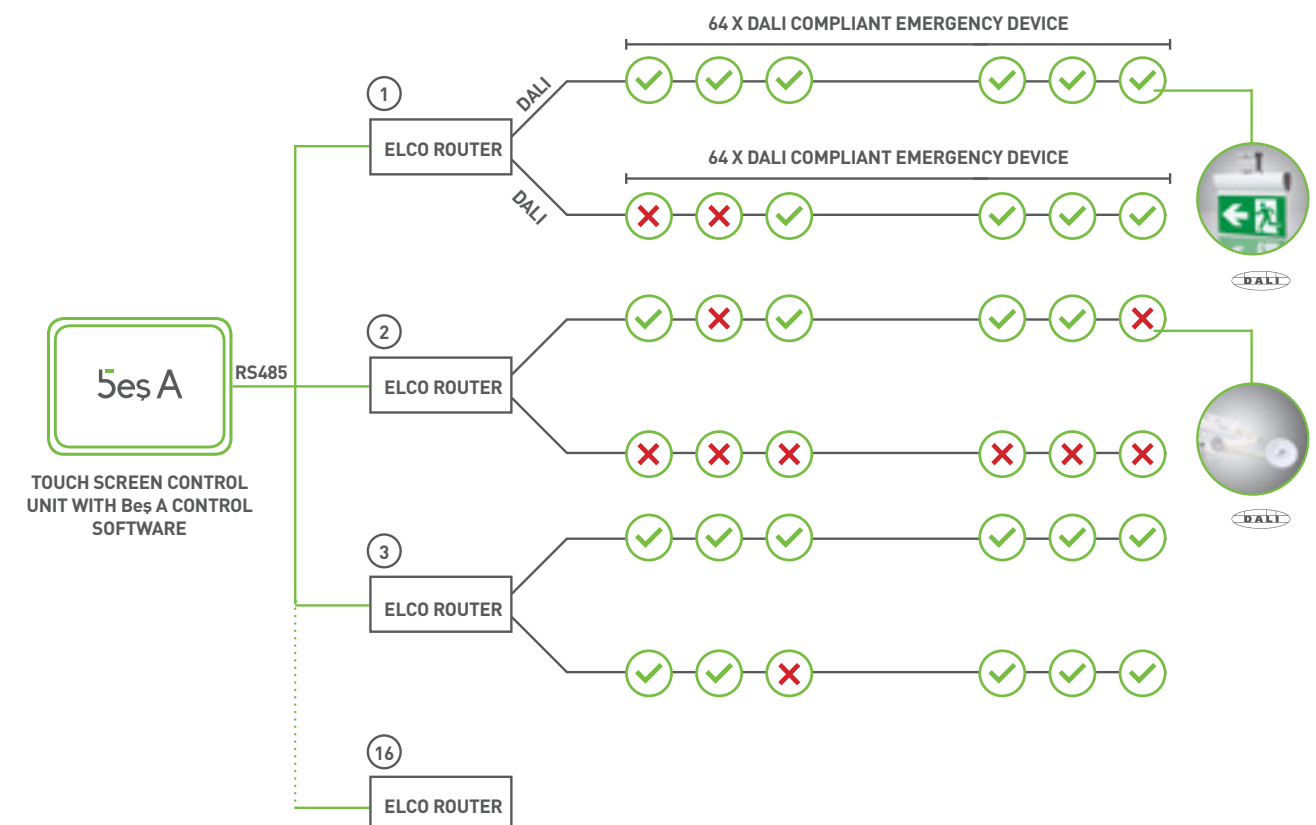 64 X DALI COMPLIANT EMERGENCY DEVICE
1
DALI
ELCO ROUTER
DALI
64 X DALI COMPLIANT EMERGENCY DEVICE
DALI
2
ELCO ROUTER
RS485
Beş A
TOUCH SCREEN CONTROL
UNIT WITH Beş A CONTROL
SOFTWARE
DALI
3
ELCO ROUTER
16
ELCO ROUTER